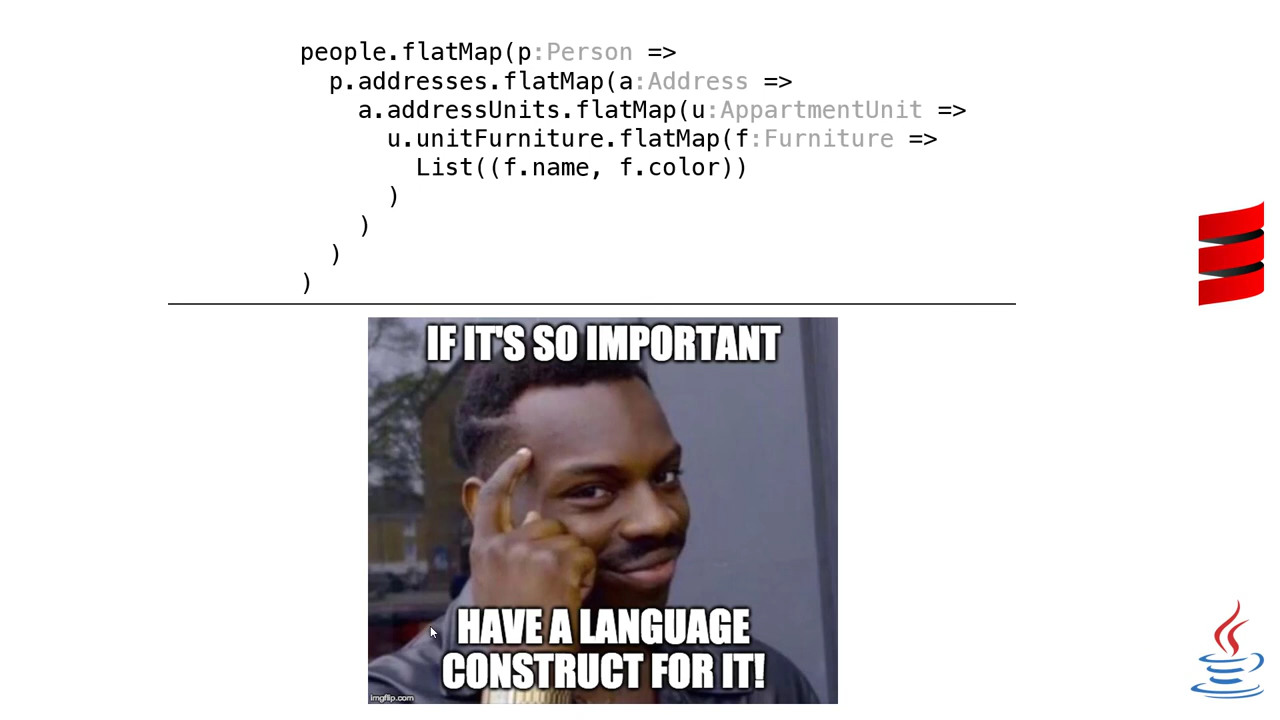 people.flatMap(p:Person =>
  p.addresses.flatMap(a:Address =>
    a.addressUnits.flatMap(u:AppartmentUnit =>
      u.unitFurniture.flatMap(f:Furniture =>
        List((f.name, f.color))
      )
    )
  )
)
IF IT'S SO IMPORTANT
HAVE A LANGUAGE
CONSTRUCT FOR IT!
imgflip.com